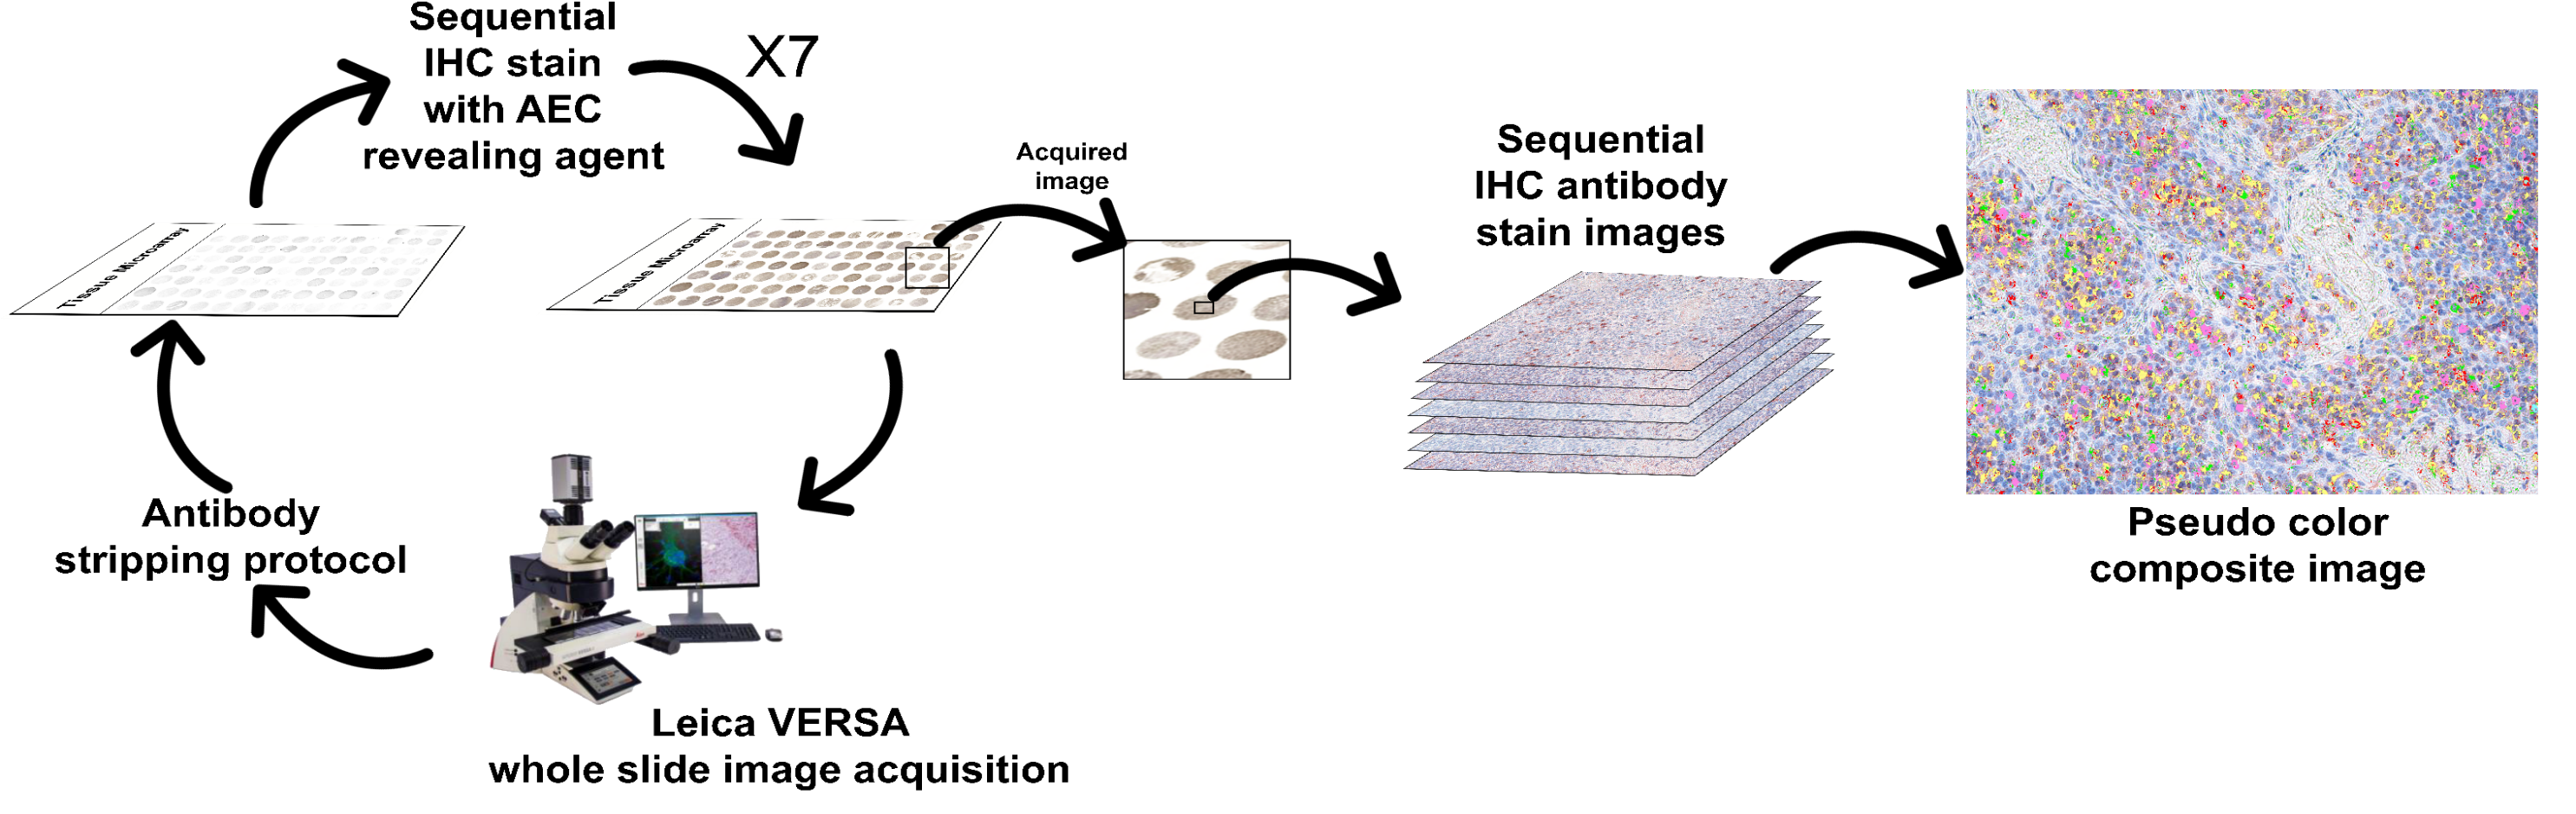 Sequential
IHC stain
with AEC
revealing agent
X7
Tissue Microarray
Tissue Microarray
Acquired
image
Sequential
IHC antibody
stain images
Antibody
stripping protocol
Leica VERSA
whole slide image acquisition
Pseudo color
composite image